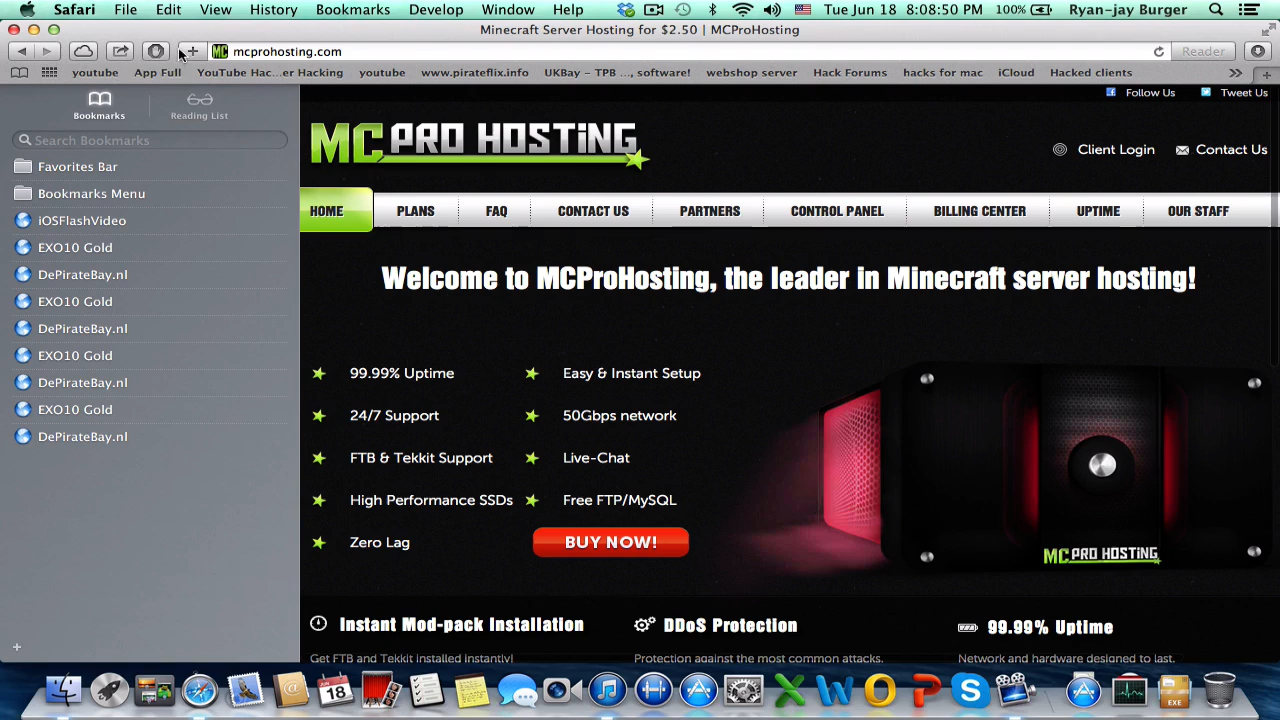 Safari File Edit View History Bookmarks Develop Window Help Tue Jun 18 8:08:50 PM 100% Ryan-jay Burger
Minecraft Server Hosting for $2.50 | MCProHosting
MC mcprohosting.com Reader
youtube App Full YouTube Hac...er Hacking youtube www.pirateflix.info UKBay – TPB ..., software! webshop server Hack Forums hacks for mac iCloud Hacked clients
Bookmarks Reading List
Search Bookmarks
Favorites Bar
Bookmarks Menu
iOSFlashVideo
EXO10 Gold
DePirateBay.nl
EXO10 Gold
DePirateBay.nl
EXO10 Gold
DePirateBay.nl
EXO10 Gold
DePirateBay.nl
Follow Us Tweet Us
MC PRO HOSTING
Client Login Contact Us
HOME PLANS FAQ CONTACT US PARTNERS CONTROL PANEL BILLING CENTER UPTIME OUR STAFF
Welcome to MCProHosting, the leader in Minecraft server hosting!
99.99% Uptime Easy & Instant Setup
24/7 Support 50Gbps network
FTB & Tekkit Support Live-Chat
High Performance SSDs Free FTP/MySQL
Zero Lag BUY NOW!
MC PRO HOSTING
Instant Mod-pack Installation DDoS Protection 99.99% Uptime
Get FTB and Tekkit installed instantly! Protection against the most common attacks. Network and hardware designed to last.
18
EXE